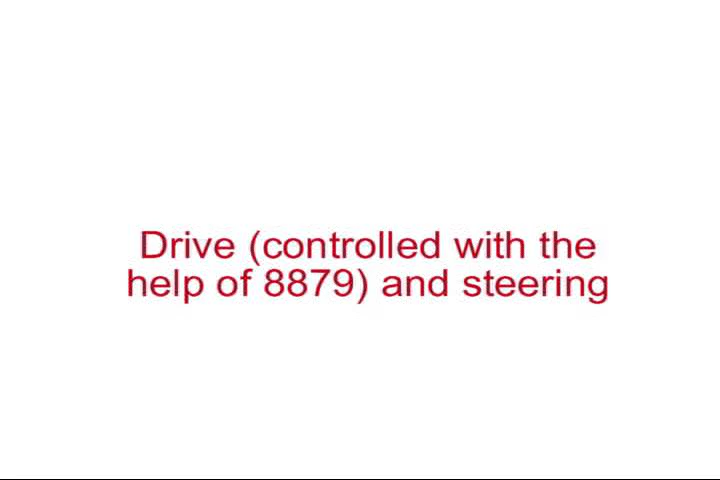 Drive (controlled with the
help of 8879) and steering